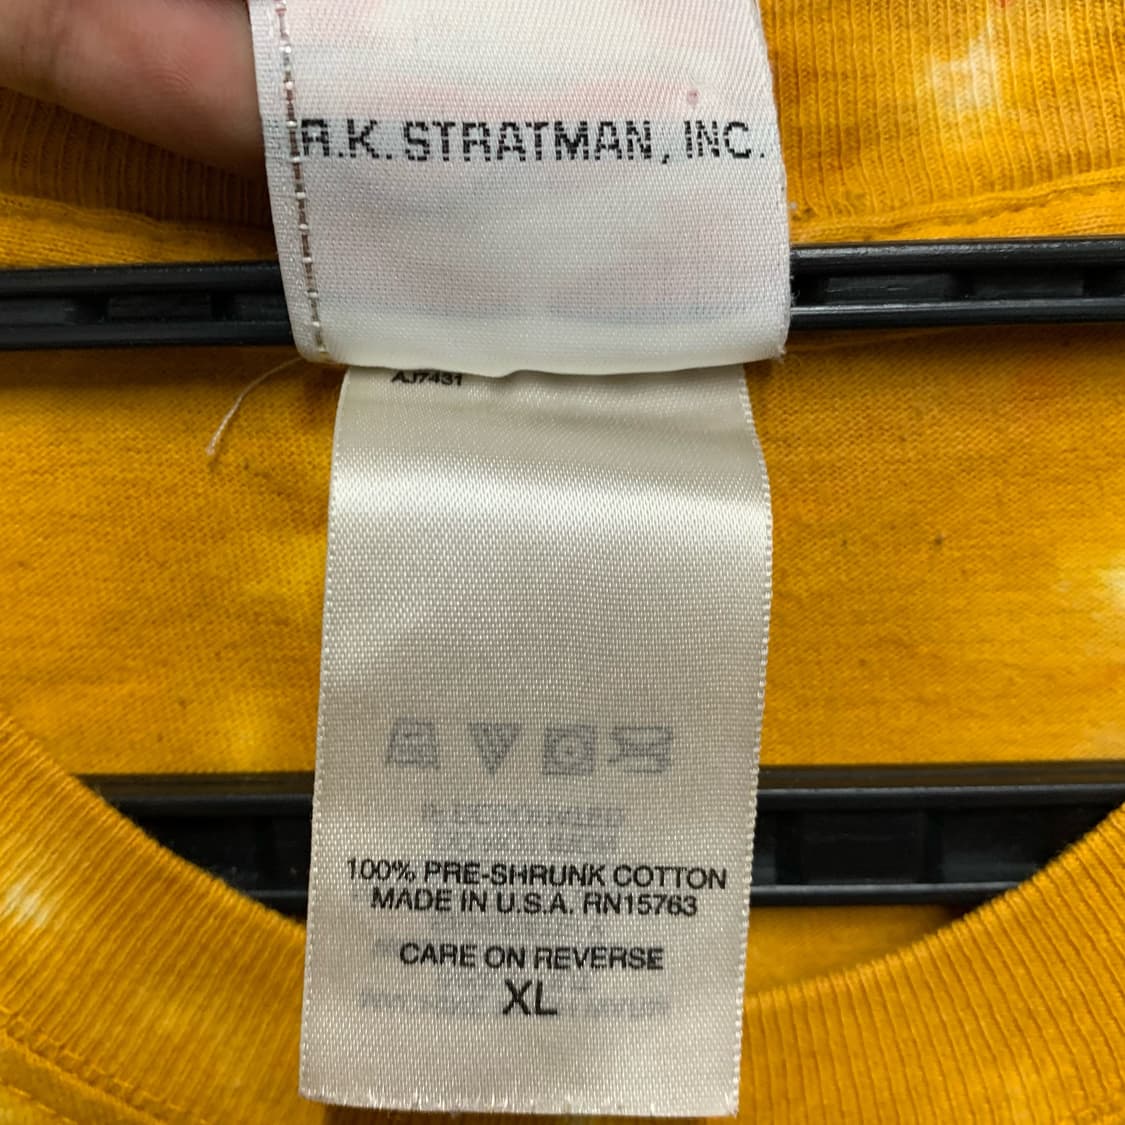 R.K. STRATMAN, INC.
AJ7431
100% PRE-SHRUNK COTTON
MADE IN U.S.A. RN15763
CARE ON REVERSE
XL